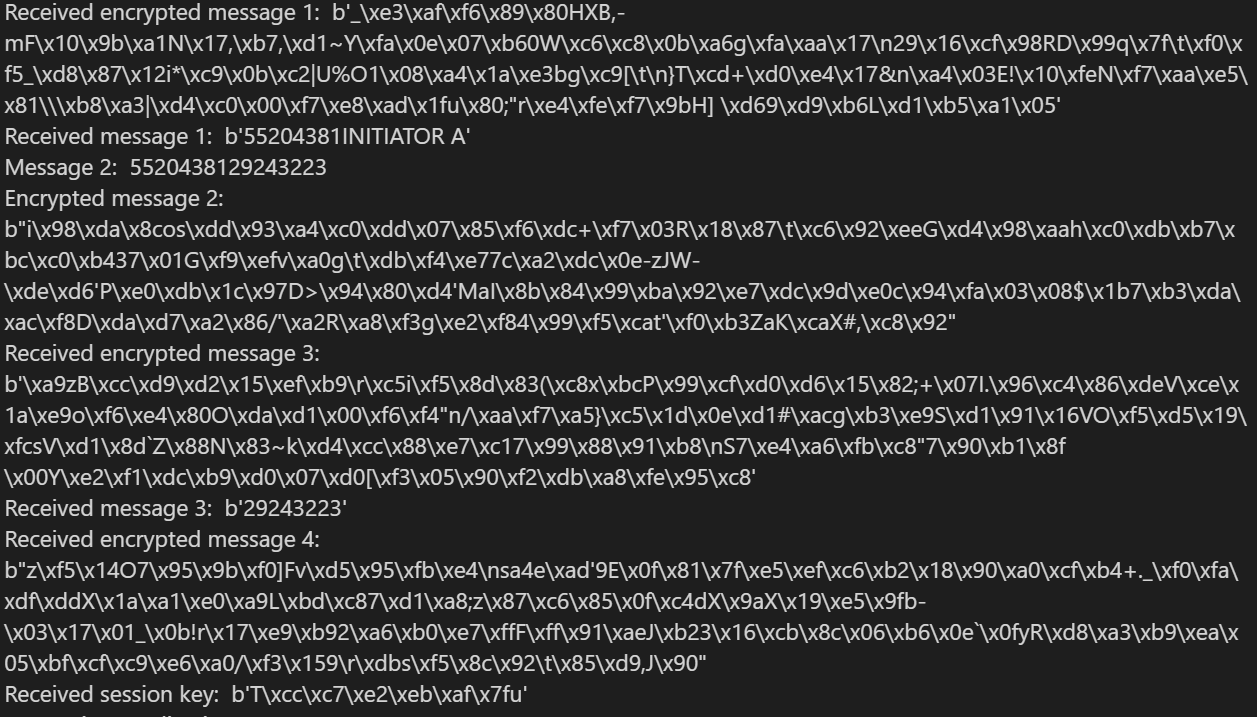 Received encrypted message 1:  b'_\xe3\xaf\xf6\x89\x80HXB,-
mF\x10\x9b\xa1N\x17,\xb7,\xd1~Y\xfa\x0e\x07\xb60W\xc6\xc8\x0b\xa6g\xfa\xaa\x17\n29\x16\xcf\x98RD\x99q\x7f\t\xf0\x
f5_\xd8\x87\x12i*\xc9\x0b\xc2|U%O1\x08\xa4\x1a\xe3bg\xc9[\t\n}T\xcd+\xd0\xe4\x17&n\xa4\x03E!\x10\xfeN\xf7\xaa\xe5\
x81\\\xb8\xa3|\xd4\xc0\x00\xf7\xe8\xad\x1fu\x80;"r\xe4\xfe\xf7\x9bH] \xd69\xd9\xb6L\xd1\xb5\xa1\x05'
Received message 1:  b'55204381INITIATOR A'
Message 2:  5520438129243223
Encrypted message 2:
b"i\x98\xda\x8cos\xdd\x93\xa4\xc0\xdd\x07\x85\xf6\xdc+\xf7\x03R\x18\x87\t\xc6\x92\xeeG\xd4\x98\xaah\xc0\xdb\xb7\x
bc\xc0\xb437\x01G\xf9\xefv\xa0g\t\xdb\xf4\xe77c\xa2\xdc\x0e-zJW-
\xde\xd6'P\xe0\xdb\x1c\x97D>\x94\x80\xd4'MaI\x8b\x84\x99\xba\x92\xe7\xdc\x9d\xe0c\x94\xfa\x03\x08$\x1b7\xb3\xda\
xac\xf8D\xda\xd7\xa2\x86/'\xa2R\xa8\xf3g\xe2\xf84\x99\xf5\xcat'\xf0\xb3ZaK\xcaX#,\xc8\x92"
Received encrypted message 3:
b'\xa9zB\xcc\xd9\xd2\x15\xef\xb9\r\xc5i\xf5\x8d\x83(\xc8x\xbcP\x99\xcf\xd0\xd6\x15\x82;+\x07I.\x96\xc4\x86\xdeV\xce\x
1a\xe9o\xf6\xe4\x80O\xda\xd1\x00\xf6\xf4"n/\xaa\xf7\xa5}\xc5\x1d\x0e\xd1#\xacg\xb3\xe9S\xd1\x91\x16VO\xf5\xd5\x19\
xfcsV\xd1\x8d`Z\x88N\x83~k\xd4\xcc\x88\xe7\xc17\x99\x88\x91\xb8\nS7\xe4\xa6\xfb\xc8"7\x90\xb1\x8f
\x00Y\xe2\xf1\xdc\xb9\xd0\x07\xd0[\xf3\x05\x90\xf2\xdb\xa8\xfe\x95\xc8'
Received message 3:  b'29243223'
Received encrypted message 4:
b"z\xf5\x14O7\x95\x9b\xf0]Fv\xd5\x95\xfb\xe4\nsa4e\xad'9E\x0f\x81\x7f\xe5\xef\xc6\xb2\x18\x90\xa0\xcf\xb4+._\xf0\xfa\
xdf\xddX\x1a\xa1\xe0\xa9L\xbd\xc87\xd1\xa8;z\x87\xc6\x85\x0f\xc4dX\x9aX\x19\xe5\x9fb-
\x03\x17\x01_\x0b!r\x17\xe9\xb92\xa6\xb0\xe7\xffF\xff\x91\xaeJ\xb23\x16\xcb\x8c\x06\xb6\x0e`\x0fyR\xd8\xa3\xb9\xea\x
05\xbf\xcf\xc9\xe6\xa0/\xf3\x159\r\xdbs\xf5\x8c\x92\t\x85\xd9,J\x90"
Received session key:  b'T\xcc\xc7\xe2\xeb\xaf\x7fu'